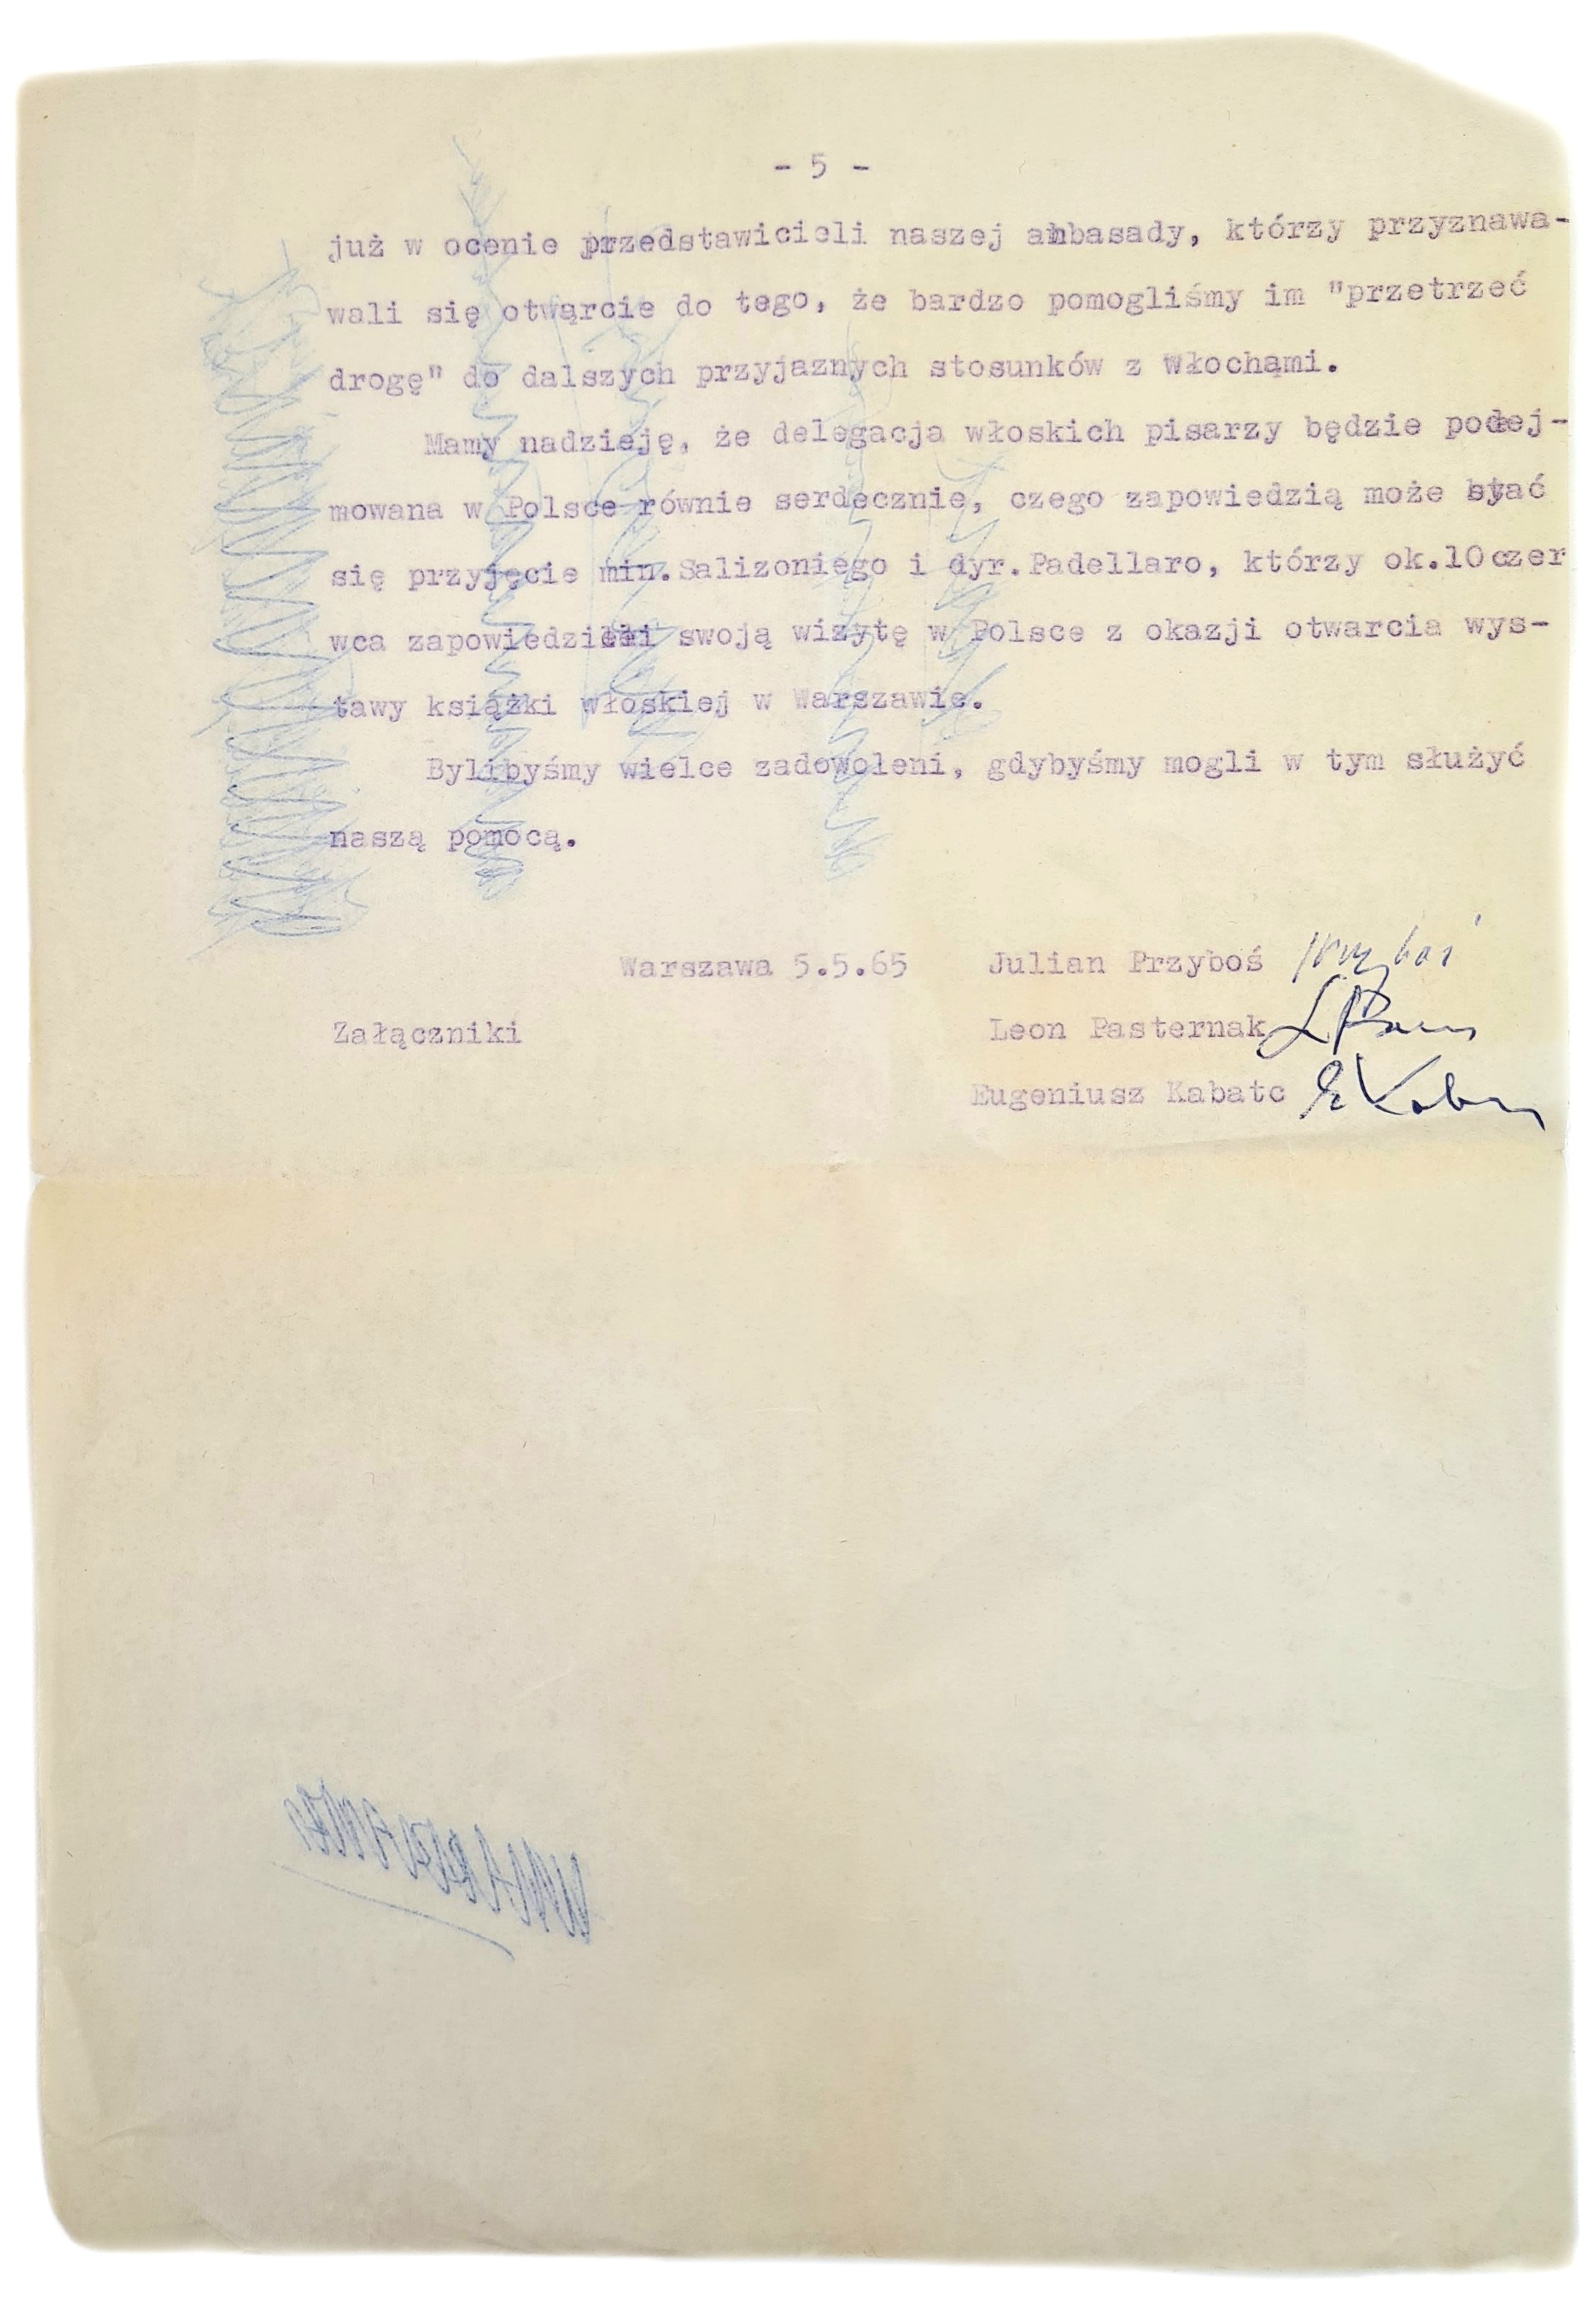 - 5 -
już w ocenie przedstawicieli naszej ambasady, którzy przyznawa-
wali się otwarcie do tego, że bardzo pomogliśmy im "przetrzeć
drogę" do dalszych przyjaznych stosunków z Włochami.
Mamy nadzieję, że delegacja włoskich pisarzy będzie podej-
mowana w Polsce równie serdecznie, czego zapowiedzią może stać
się przyjęcie min.Salizoniego i dyr.Padellaro, którzy ok.10 czer
wca zapowiedzieli swoją wizytę w Polsce z okazji otwarcia wys-
tawy książki włoskiej w Warszawie.
Bylibyśmy wielce zadowoleni, gdybyśmy mogli w tym służyć
naszą pomocą.
Warszawa 5.5.65 Julian Przyboś Przyboś
Załączniki Leon Pasternak
Eugeniusz Kabatc